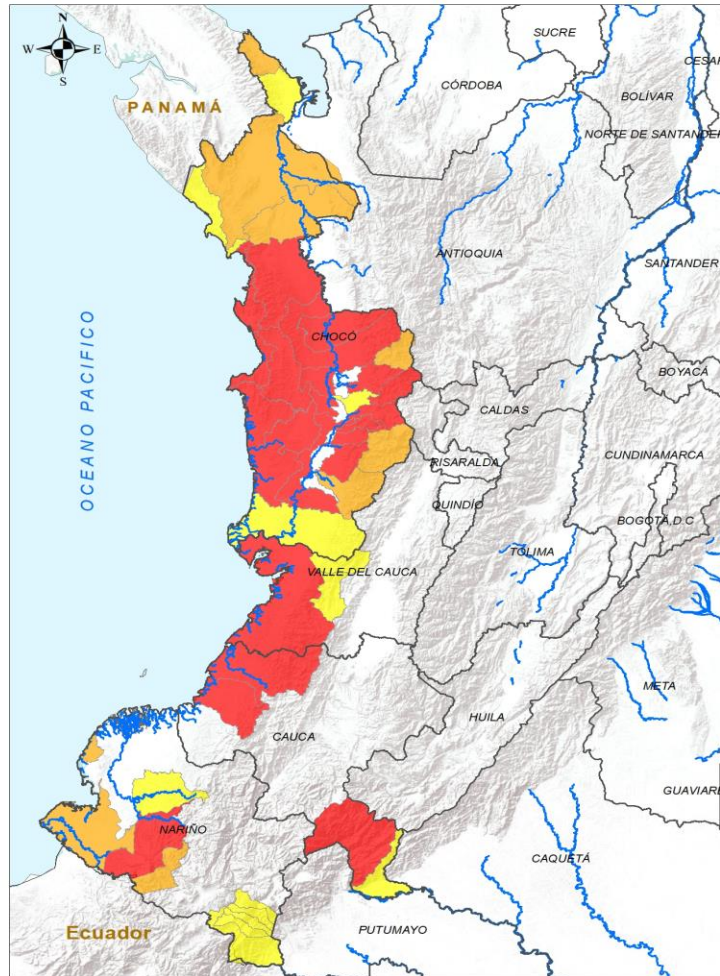 N
W E
S
PANAMÁ
SUCRE
CÓRDOBA
CESAR
BOLÍVAR
NORTE DE SANTANDER
ANTIOQUIA
SANTANDER
OCEANO PACIFICO
CHOCÓ
BOYACÁ
CALDAS
CUNDINAMARCA
RISARALDA
QUINDÍO
BOGOTÁ, D.C
TOLIMA
VALLE DEL CAUCA
META
HUILA
CAUCA
GUAVIARE
NARIÑO
CAQUETÁ
Ecuador
PUTUMAYO